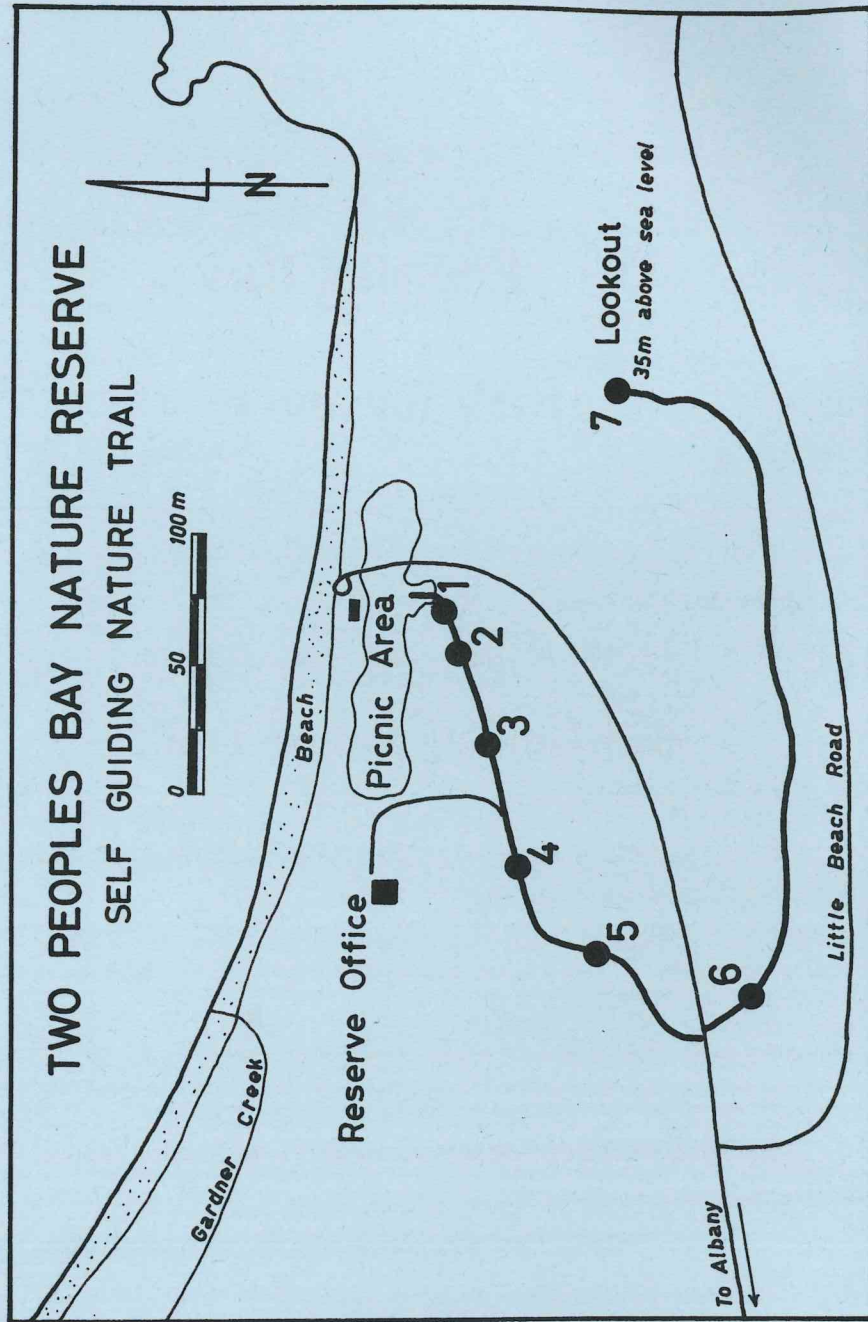 TWO PEOPLES BAY NATURE RESERVE
SELF GUIDING NATURE TRAIL
0 50 100 m
N
Gardner Creek
Beach
Reserve Office
Picnic Area
1
2
3
4
5
6
7
Lookout
35m above sea level
Little Beach Road
To Albany